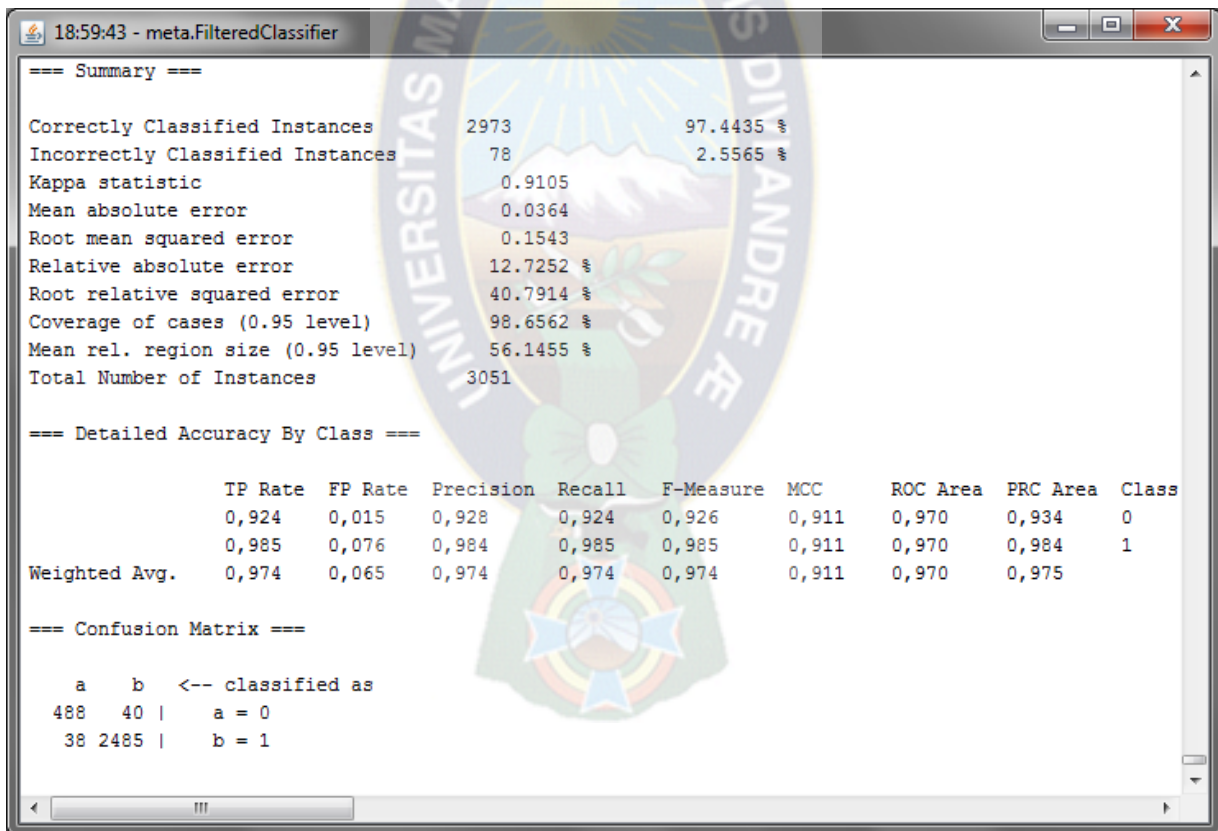 18:59:43 - meta.FilteredClassifier
=== Summary ===
Correctly Classified Instances 2973 97.4435 %
Incorrectly Classified Instances 78 2.5565 %
Kappa statistic 0.9105
Mean absolute error 0.0364
Root mean squared error 0.1543
Relative absolute error 12.7252 %
Root relative squared error 40.7914 %
Coverage of cases (0.95 level) 98.6562 %
Mean rel. region size (0.95 level) 56.1455 %
Total Number of Instances 3051
=== Detailed Accuracy By Class ===
TP Rate FP Rate Precision Recall F-Measure MCC ROC Area PRC Area Class
0,924 0,015 0,928 0,924 0,926 0,911 0,970 0,934 0
0,985 0,076 0,984 0,985 0,985 0,911 0,970 0,984 1
Weighted Avg. 0,974 0,065 0,974 0,974 0,974 0,911 0,970 0,975
=== Confusion Matrix ===
a b <-- classified as
488 40 | a = 0
38 2485 | b = 1
UNIVERSITAS MA
IS DIVI ANDRE Æ